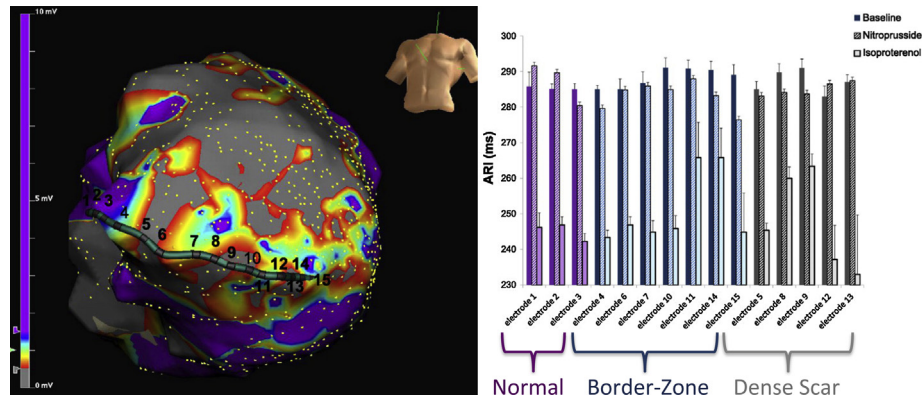 10 mV
5 mV
0 mV
1 2 3 4 5 6 7 8 9 10 11 12 13 14 15
Baseline
Nitroprusside
Isoproterenol
ARI (ms)
300
290
280
270
260
250
240
230
electrode 1
electrode 2
electrode 3
electrode 4
electrode 6
electrode 7
electrode 10
electrode 11
electrode 14
electrode 15
electrode 5
electrode 8
electrode 9
electrode 12
electrode 13
Normal
Border-Zone
Dense Scar